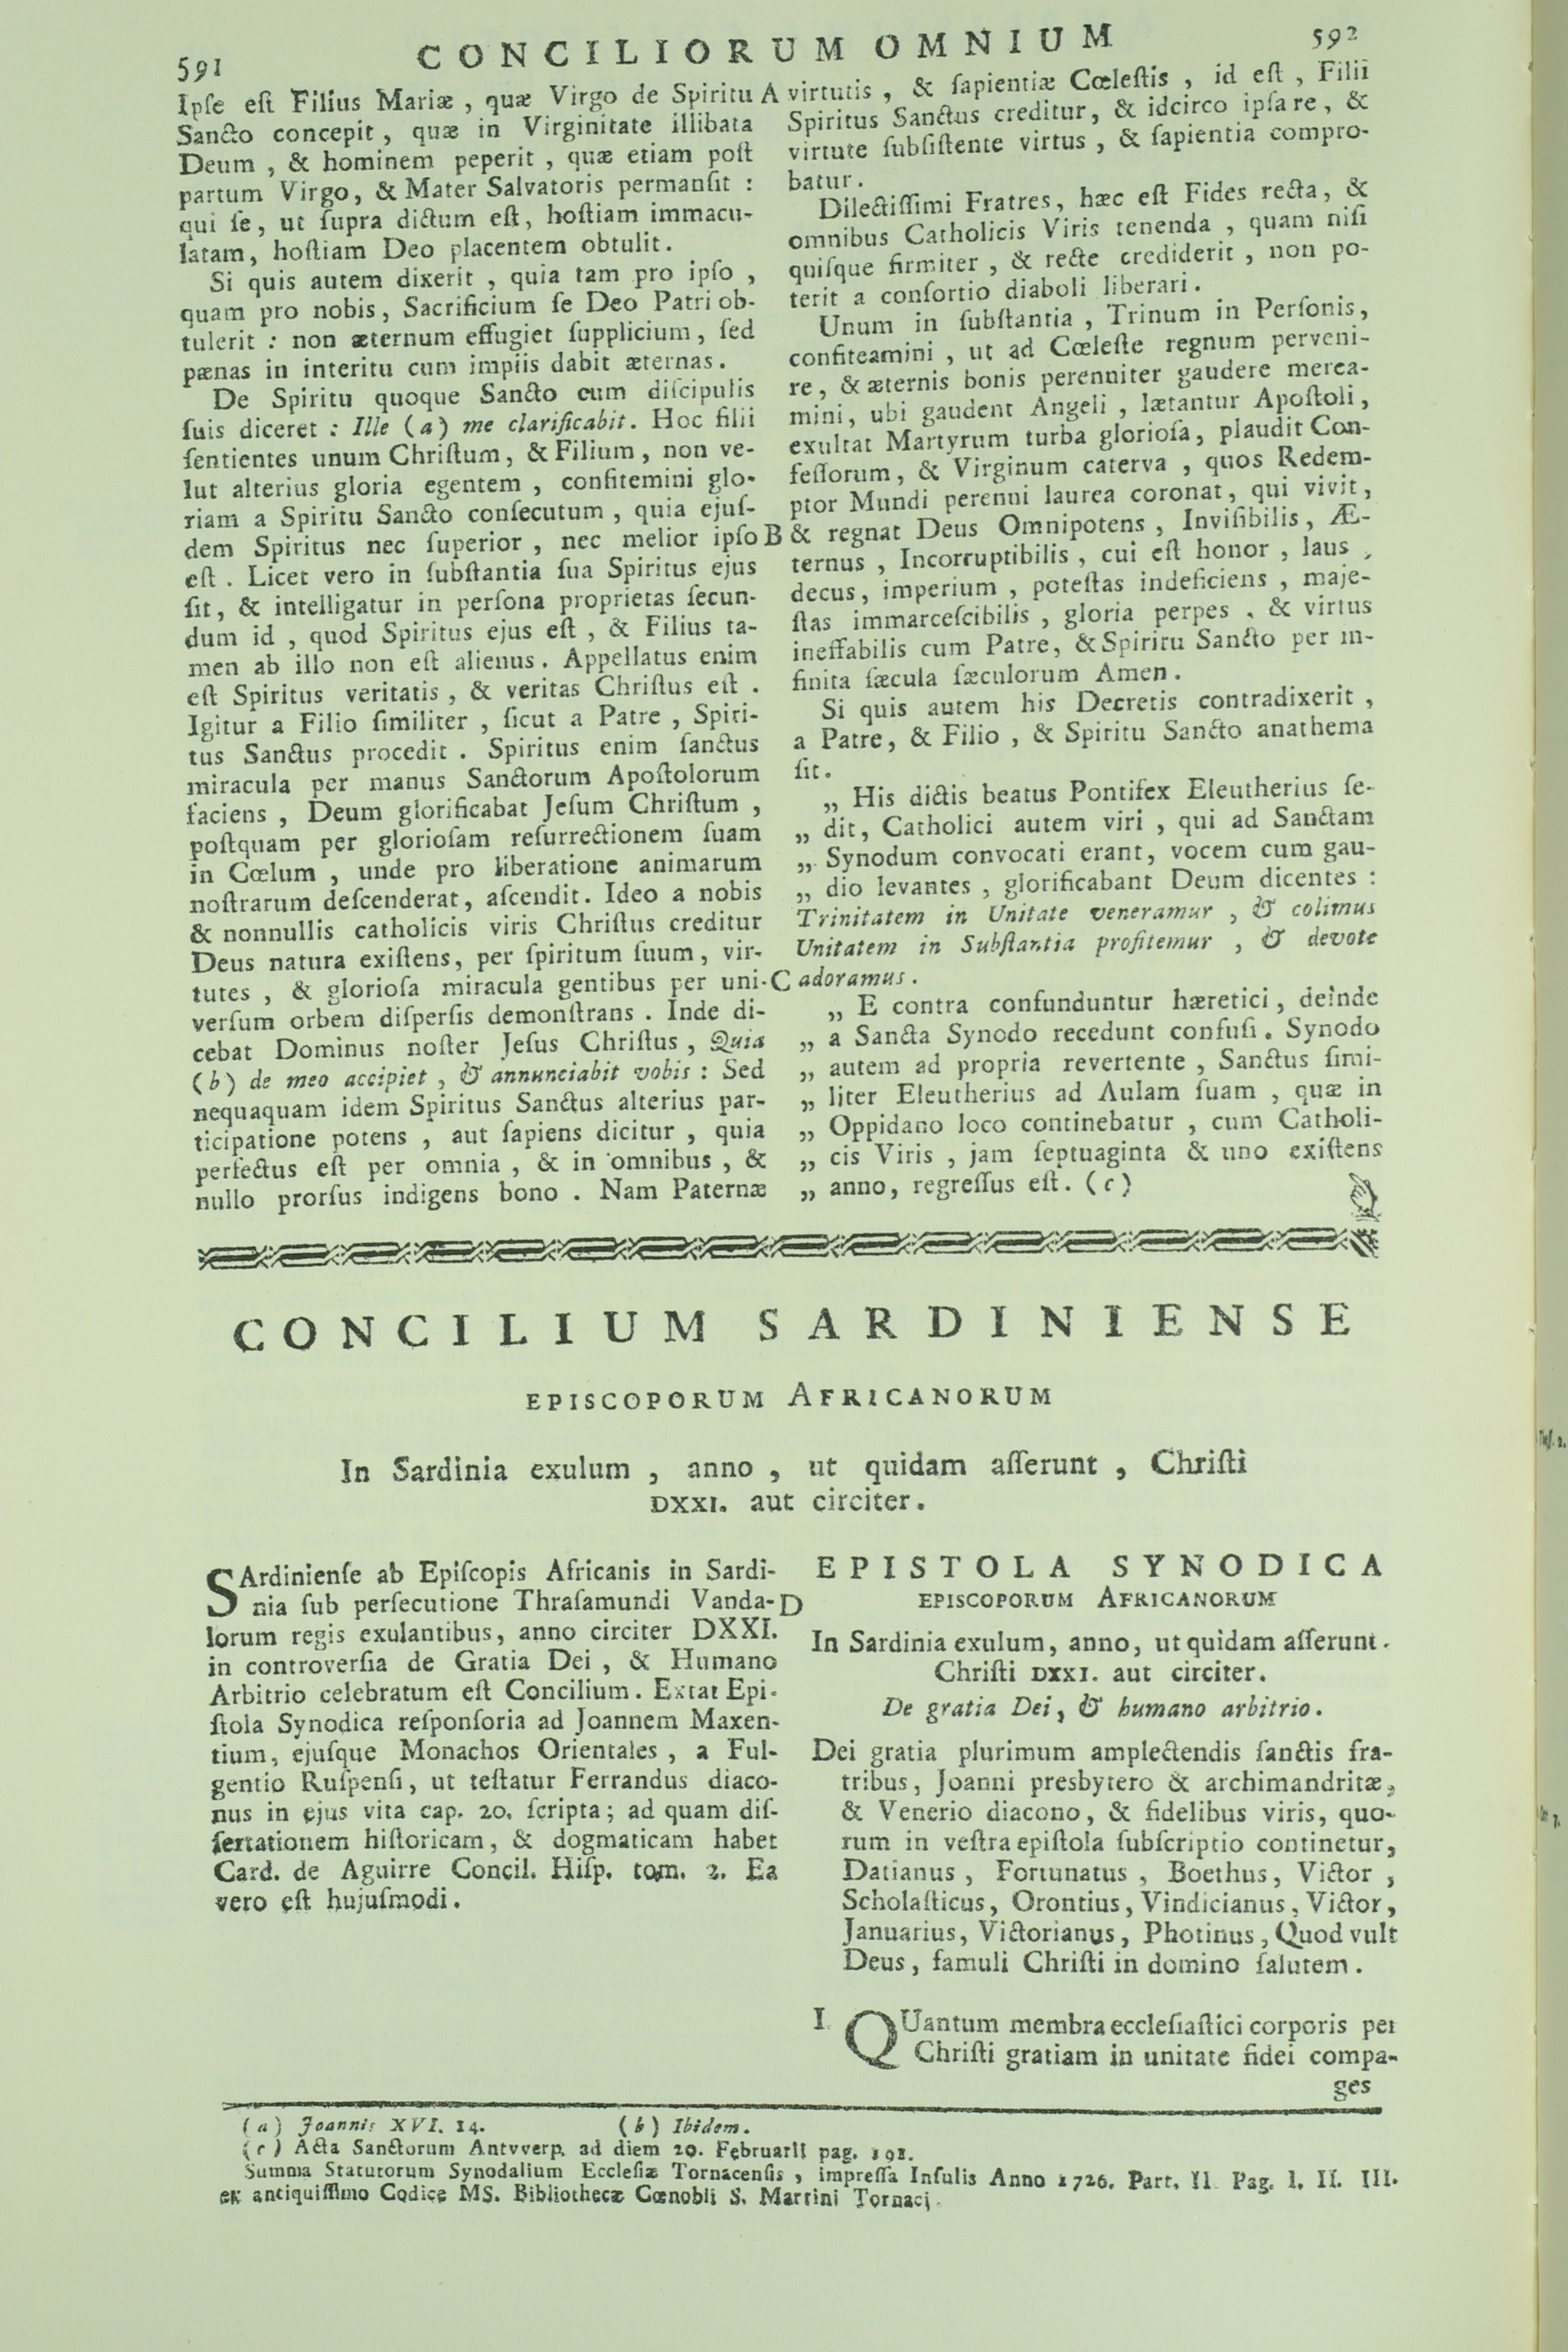 591
CONCILIORUM OMNIUM
592
Ipſe eſt Filius Mariæ, quæ Virgo de Spiritu
Sancto concepit, quæ in Virginitate illibata
Deum, & hominem peperit, quæ etiam poſt
partum Virgo, & Mater Salvatoris permanſit :
qui ſe, ut ſupra dictum eſt, hoſtiam immacu-
latam, hoſtiam Deo placentem obtulit.
Si quis autem dixerit, quia tam pro ipſo,
quam pro nobis, Sacrificium ſe Deo Patri ob-
tulerit : non æternum effugiet ſupplicium, ſed
pænas in interitu cum impiis dabit æternas.
De Spiritu quoque Sancto cum diſcipulis
ſuis diceret : Ille (a) me clarificabit. Hoc filii
ſentientes unum Chriſtum, & Filium, non ve-
lut alterius gloria egentem, confitemini glo-
riam a Spiritu Sancto conſecutum, quia ejuſ-
dem Spiritus nec ſuperior, nec melior ipſo
eſt. Licet vero in ſubſtantia ſua Spiritus ejus
ſit, & intelligatur in perſona proprietas ſecun-
dum id, quod Spiritus ejus eſt, & Filius ta-
men ab illo non eſt alienus. Appellatus enim
eſt Spiritus veritatis, & veritas Chriſtus eſt.
Igitur a Filio ſimiliter, ſicut a Patre, Spiri-
tus Sanctus procedit. Spiritus enim ſanctus
miracula per manus Sanctorum Apoſtolorum
faciens, Deum glorificabat Jeſum Chriſtum,
poſtquam per glorioſam reſurrectionem ſuam
in Cœlum, unde pro liberatione animarum
noſtrarum deſcenderat, aſcendit. Ideo a nobis
& nonnullis catholicis viris Chriſtus creditur
Deus natura exiſtens, per ſpiritum ſuum, vir-
tutes, & glorioſa miracula gentibus per uni-
verſum orbem diſperſis demonſtrans. Inde di-
cebat Dominus noſter Jeſus Chriſtus, Quia
(b) de meo accipiet, & annunciabit vobis : Sed
nequaquam idem Spiritus Sanctus alterius par-
ticipatione potens, aut ſapiens dicitur, quia
perfectus eſt per omnia, & in omnibus, &
nullo prorſus indigens bono. Nam Paternæ
A
B
C
virtutis, & ſapientiæ Cœleſtis, id eſt, Filii
Spiritus Sanctus creditur, & idcirco ipſa re, &
virtute ſubſiſtente virtus, & ſapientia compro-
batur.
Dilectiſſimi Fratres, hæc eſt Fides recta, &
omnibus Catholicis Viris tenenda, quam niſi
quiſque firmiter, & recte crediderit, non po-
terit a conſortio diaboli liberari.
Unum in ſubſtantia, Trinum in Perſonis,
confiteamini, ut ad Cœleſte regnum perveni-
re, & æternis bonis perenniter gaudere merea-
mini, ubi gaudent Angeli, lætantur Apoſtoli,
exultat Martyrum turba glorioſa, plaudit Con-
feſſorum, & Virginum caterva, quos Redem-
ptor Mundi perenni laurea coronat, qui vivit,
& regnat Deus Omnipotens, Inviſibilis, Æ-
ternus, Incorruptibilis, cui eſt honor, laus,
decus, imperium, poteſtas indeficiens, maje-
ſtas immarceſcibilis, gloria perpes, & virtus
ineffabilis cum Patre, & Spiritu Sancto per in-
finita ſæcula ſæculorum Amen.
Si quis autem his Decretis contradixerit,
a Patre, & Filio, & Spiritu Sancto anathema
ſit.
„ His dictis beatus Pontifex Eleutherius ſe-
„ dit, Catholici autem viri, qui ad Sanctam
„ Synodum convocati erant, vocem cum gau-
„ dio levantes, glorificabant Deum dicentes :
Trinitatem in Unitate veneramur, & colimus
Unitatem in Subſtantia profitemur, & devote
adoramus.
„ E contra confunduntur hæretici, deinde
„ a Sancta Synodo recedunt confuſi. Synodo
„ autem ad propria revertente, Sanctus ſimi-
„ liter Eleutherius ad Aulam ſuam, quæ in
„ Oppidano loco continebatur, cum Catholi-
„ cis Viris, jam ſeptuaginta & uno exiſtens
„ anno, regreſſus eſt. (c)
CONCILIUM SARDINIENSE
EPISCOPORUM AFRICANORUM
In Sardinia exulum, anno, ut quidam aſſerunt, Chriſti
DXXI. aut circiter.
SArdinienſe ab Epiſcopis Africanis in Sardi-
nia ſub perſecutione Thraſamundi Vanda-
lorum regis exulantibus, anno circiter DXXI.
in controverſia de Gratia Dei, & Humano
Arbitrio celebratum eſt Concilium. Extat Epi-
ſtola Synodica reſponſoria ad Joannem Maxen-
tium, ejuſque Monachos Orientales, a Ful-
gentio Ruſpenſi, ut teſtatur Ferrandus diaco-
nus in ejus vita cap. 20. ſcripta; ad quam diſ-
ſertationem hiſtoricam, & dogmaticam habet
Card. de Aguirre Concil. Hiſp. tom. 2. Ea
vero eſt hujuſmodi.
D
EPISTOLA SYNODICA
EPISCOPORUM AFRICANORUM
In Sardinia exulum, anno, ut quidam aſſerunt.
Chriſti DXXI. aut circiter.
De gratia Dei, & humano arbitrio.
Dei gratia plurimum amplectendis ſanctis fra-
tribus, Joanni presbytero & archimandritæ,
& Venerio diacono, & fidelibus viris, quo-
rum in veſtra epiſtola ſubſcriptio continetur,
Datianus, Fortunatus, Boethus, Victor,
Scholaſticus, Orontius, Vindicianus, Victor,
Januarius, Victorianus, Photinus, Quod vult
Deus, famuli Chriſti in domino ſalutem.
I. QUantum membra eccleſiaſtici corporis per
Chriſti gratiam in unitate fidei compa-
ges
(a) Joannis XVI. 14. (b) Ibidem.
(c) Acta Sanctorum Antvverp. ad diem 20. Februarii pag. 198.
Summa Statutorum Synodalium Eccleſiæ Tornacenſis, impreſſa Inſulis Anno 1726. Part. II. Pag. I. II. III.
ex antiquiſſimo Codice MS. Bibliothecæ Cœnobli S. Martini Tornaci.